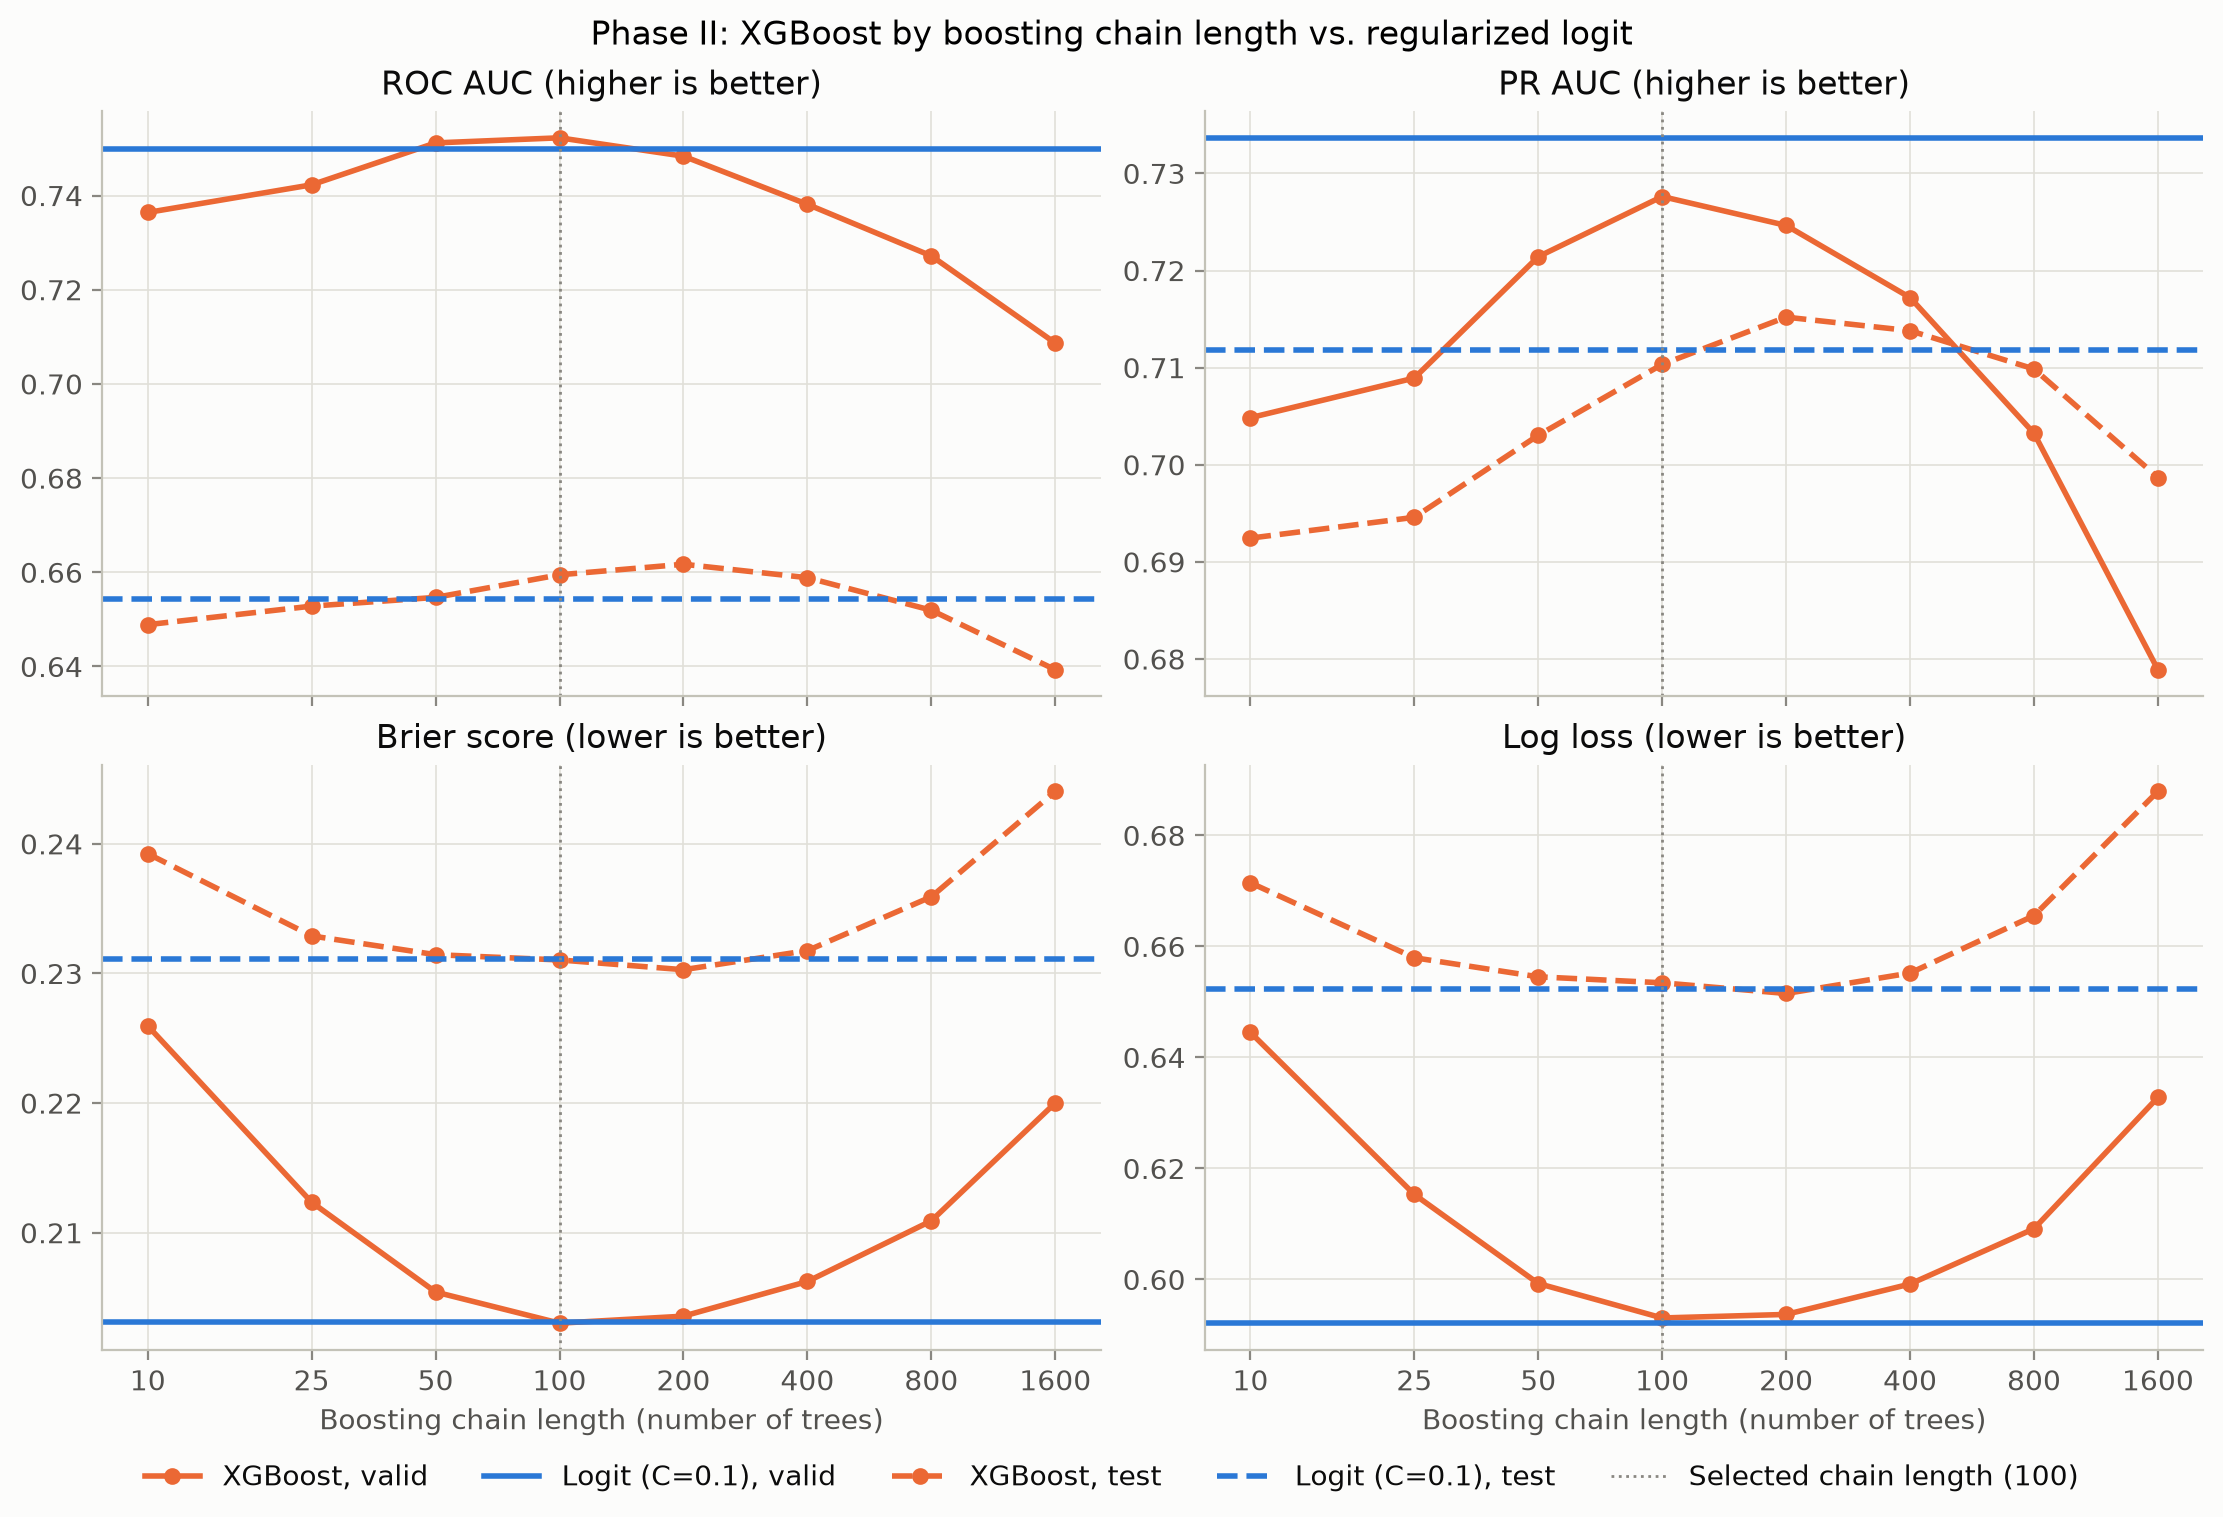 Phase II: XGBoost by boosting chain length vs. regularized logit
ROC AUC (higher is better)
0.74
0.72
0.70
0.68
0.66
0.64
PR AUC (higher is better)
0.73
0.72
0.71
0.70
0.69
0.68
Brier score (lower is better)
0.24
0.23
0.22
0.21
10 25 50 100 200 400 800 1600
Boosting chain length (number of trees)
Log loss (lower is better)
0.68
0.66
0.64
0.62
0.60
10 25 50 100 200 400 800 1600
Boosting chain length (number of trees)
XGBoost, valid Logit (C=0.1), valid XGBoost, test Logit (C=0.1), test Selected chain length (100)